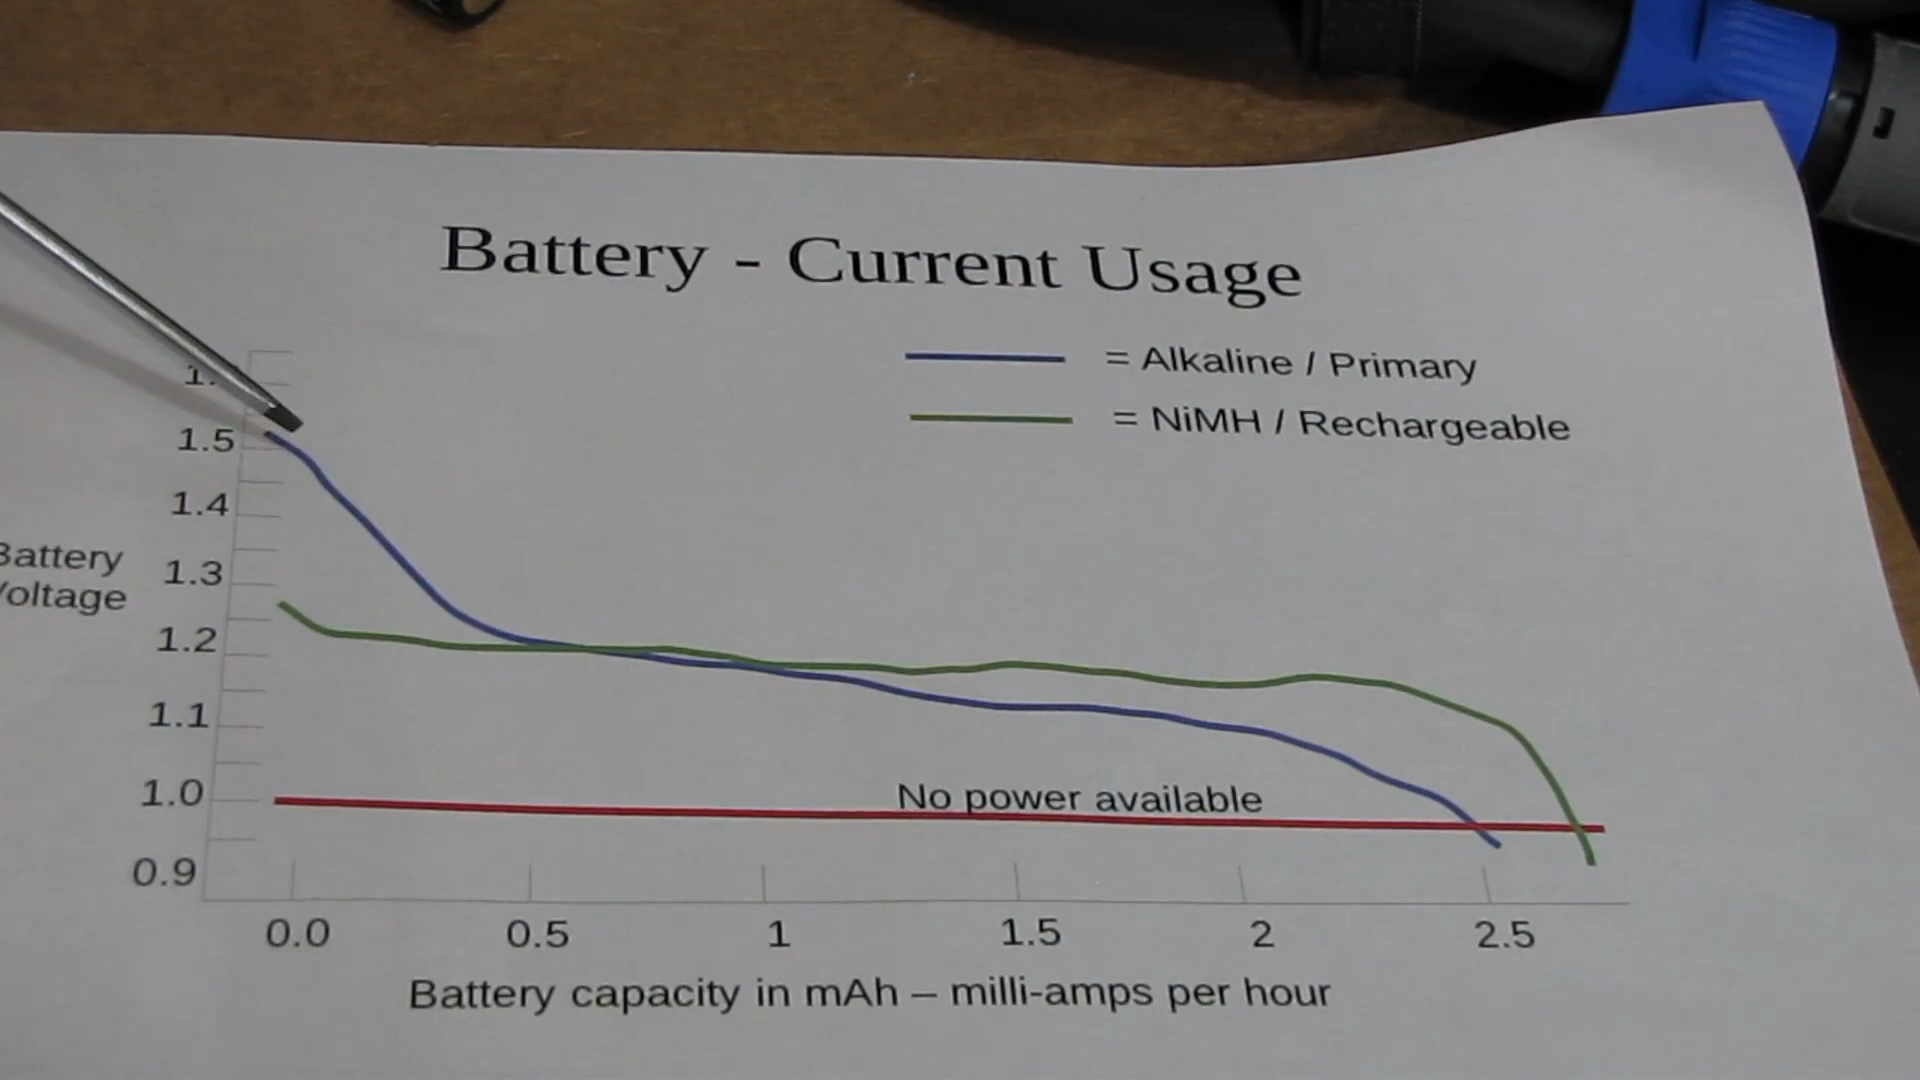 Battery - Current Usage
= Alkaline / Primary
= NiMH / Rechargeable
1.5
1.4
1.3
1.2
1.1
1.0
0.9
Battery
Voltage
No power available
0.0 0.5 1 1.5 2 2.5
Battery capacity in mAh – milli-amps per hour